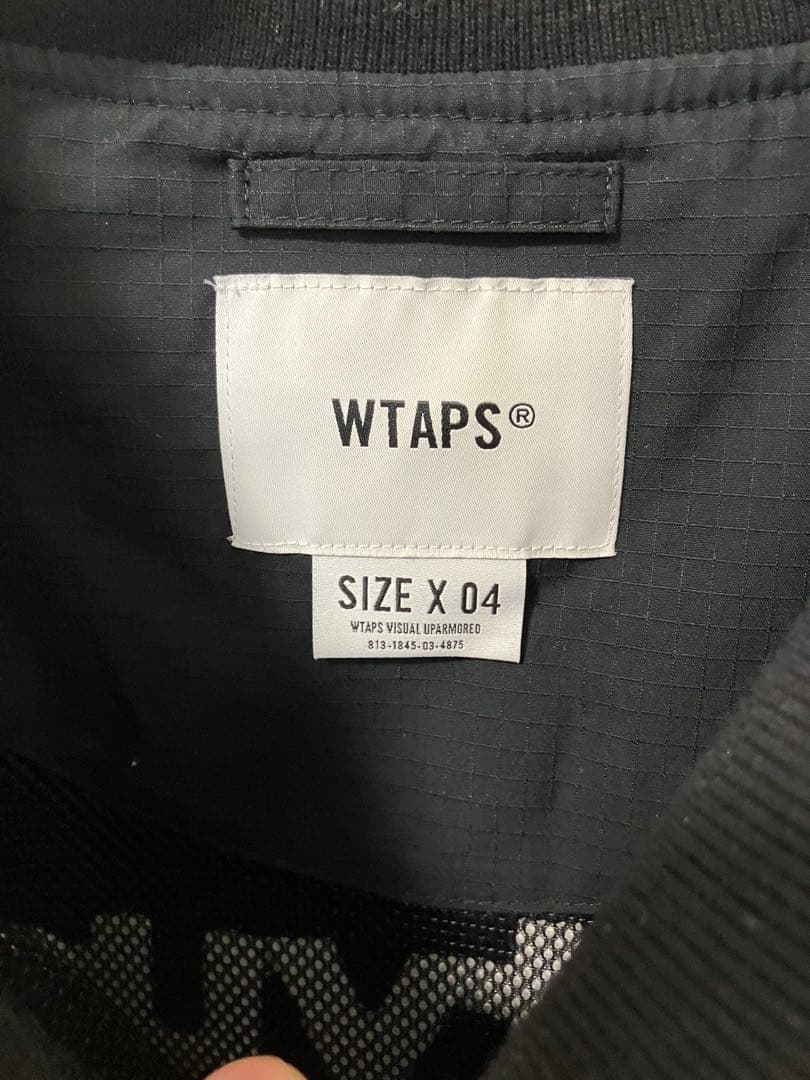 WTAPS®
SIZE X 04
WTAPS VISUAL UPARMORED
813-1845-03-4875